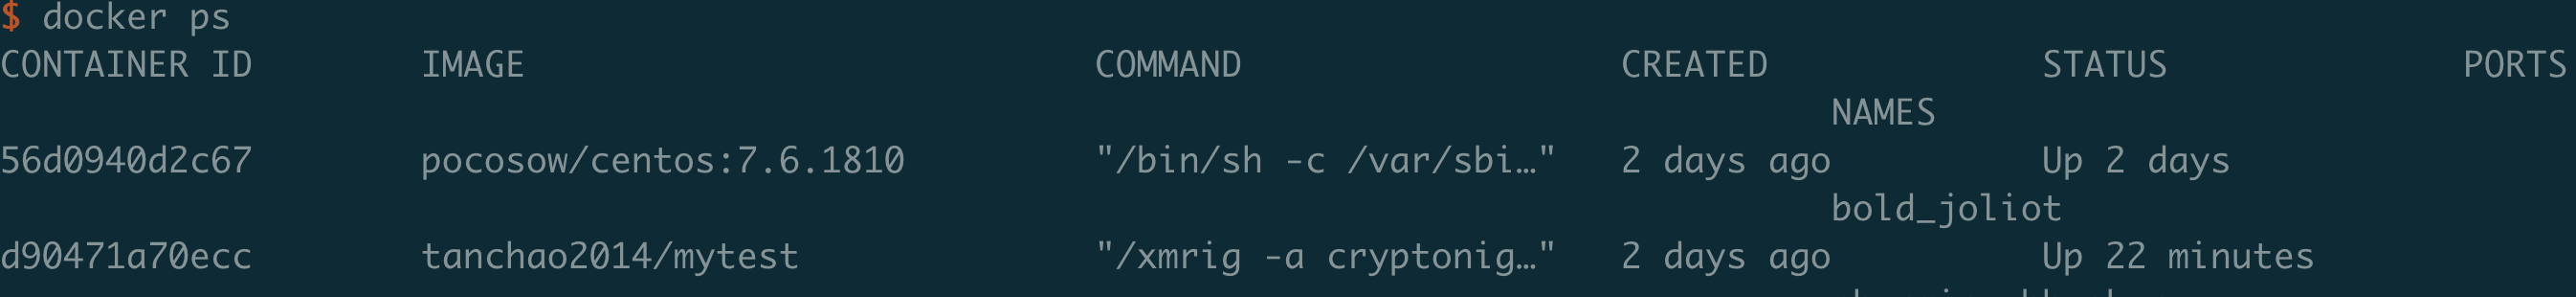 $ docker ps
CONTAINER ID IMAGE COMMAND CREATED STATUS PORTS
NAMES
56d0940d2c67 pocosow/centos:7.6.1810 "/bin/sh -c /var/sbi…" 2 days ago Up 2 days
bold_joliot
d90471a70ecc tanchao2014/mytest "/xmrig -a cryptonig…" 2 days ago Up 22 minutes